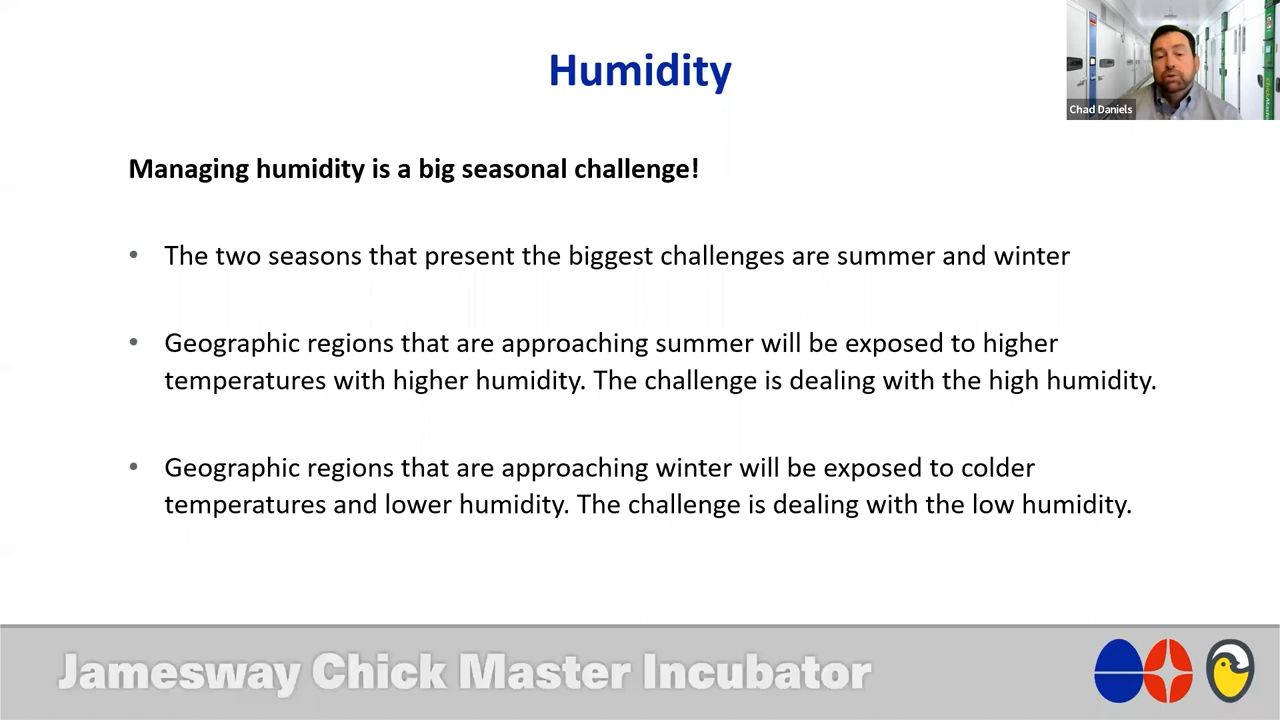 Humidity
Chad Daniels
Managing humidity is a big seasonal challenge!
• The two seasons that present the biggest challenges are summer and winter
• Geographic regions that are approaching summer will be exposed to higher
temperatures with higher humidity. The challenge is dealing with the high humidity.
• Geographic regions that are approaching winter will be exposed to colder
temperatures and lower humidity. The challenge is dealing with the low humidity.
Jamesway Chick Master Incubator